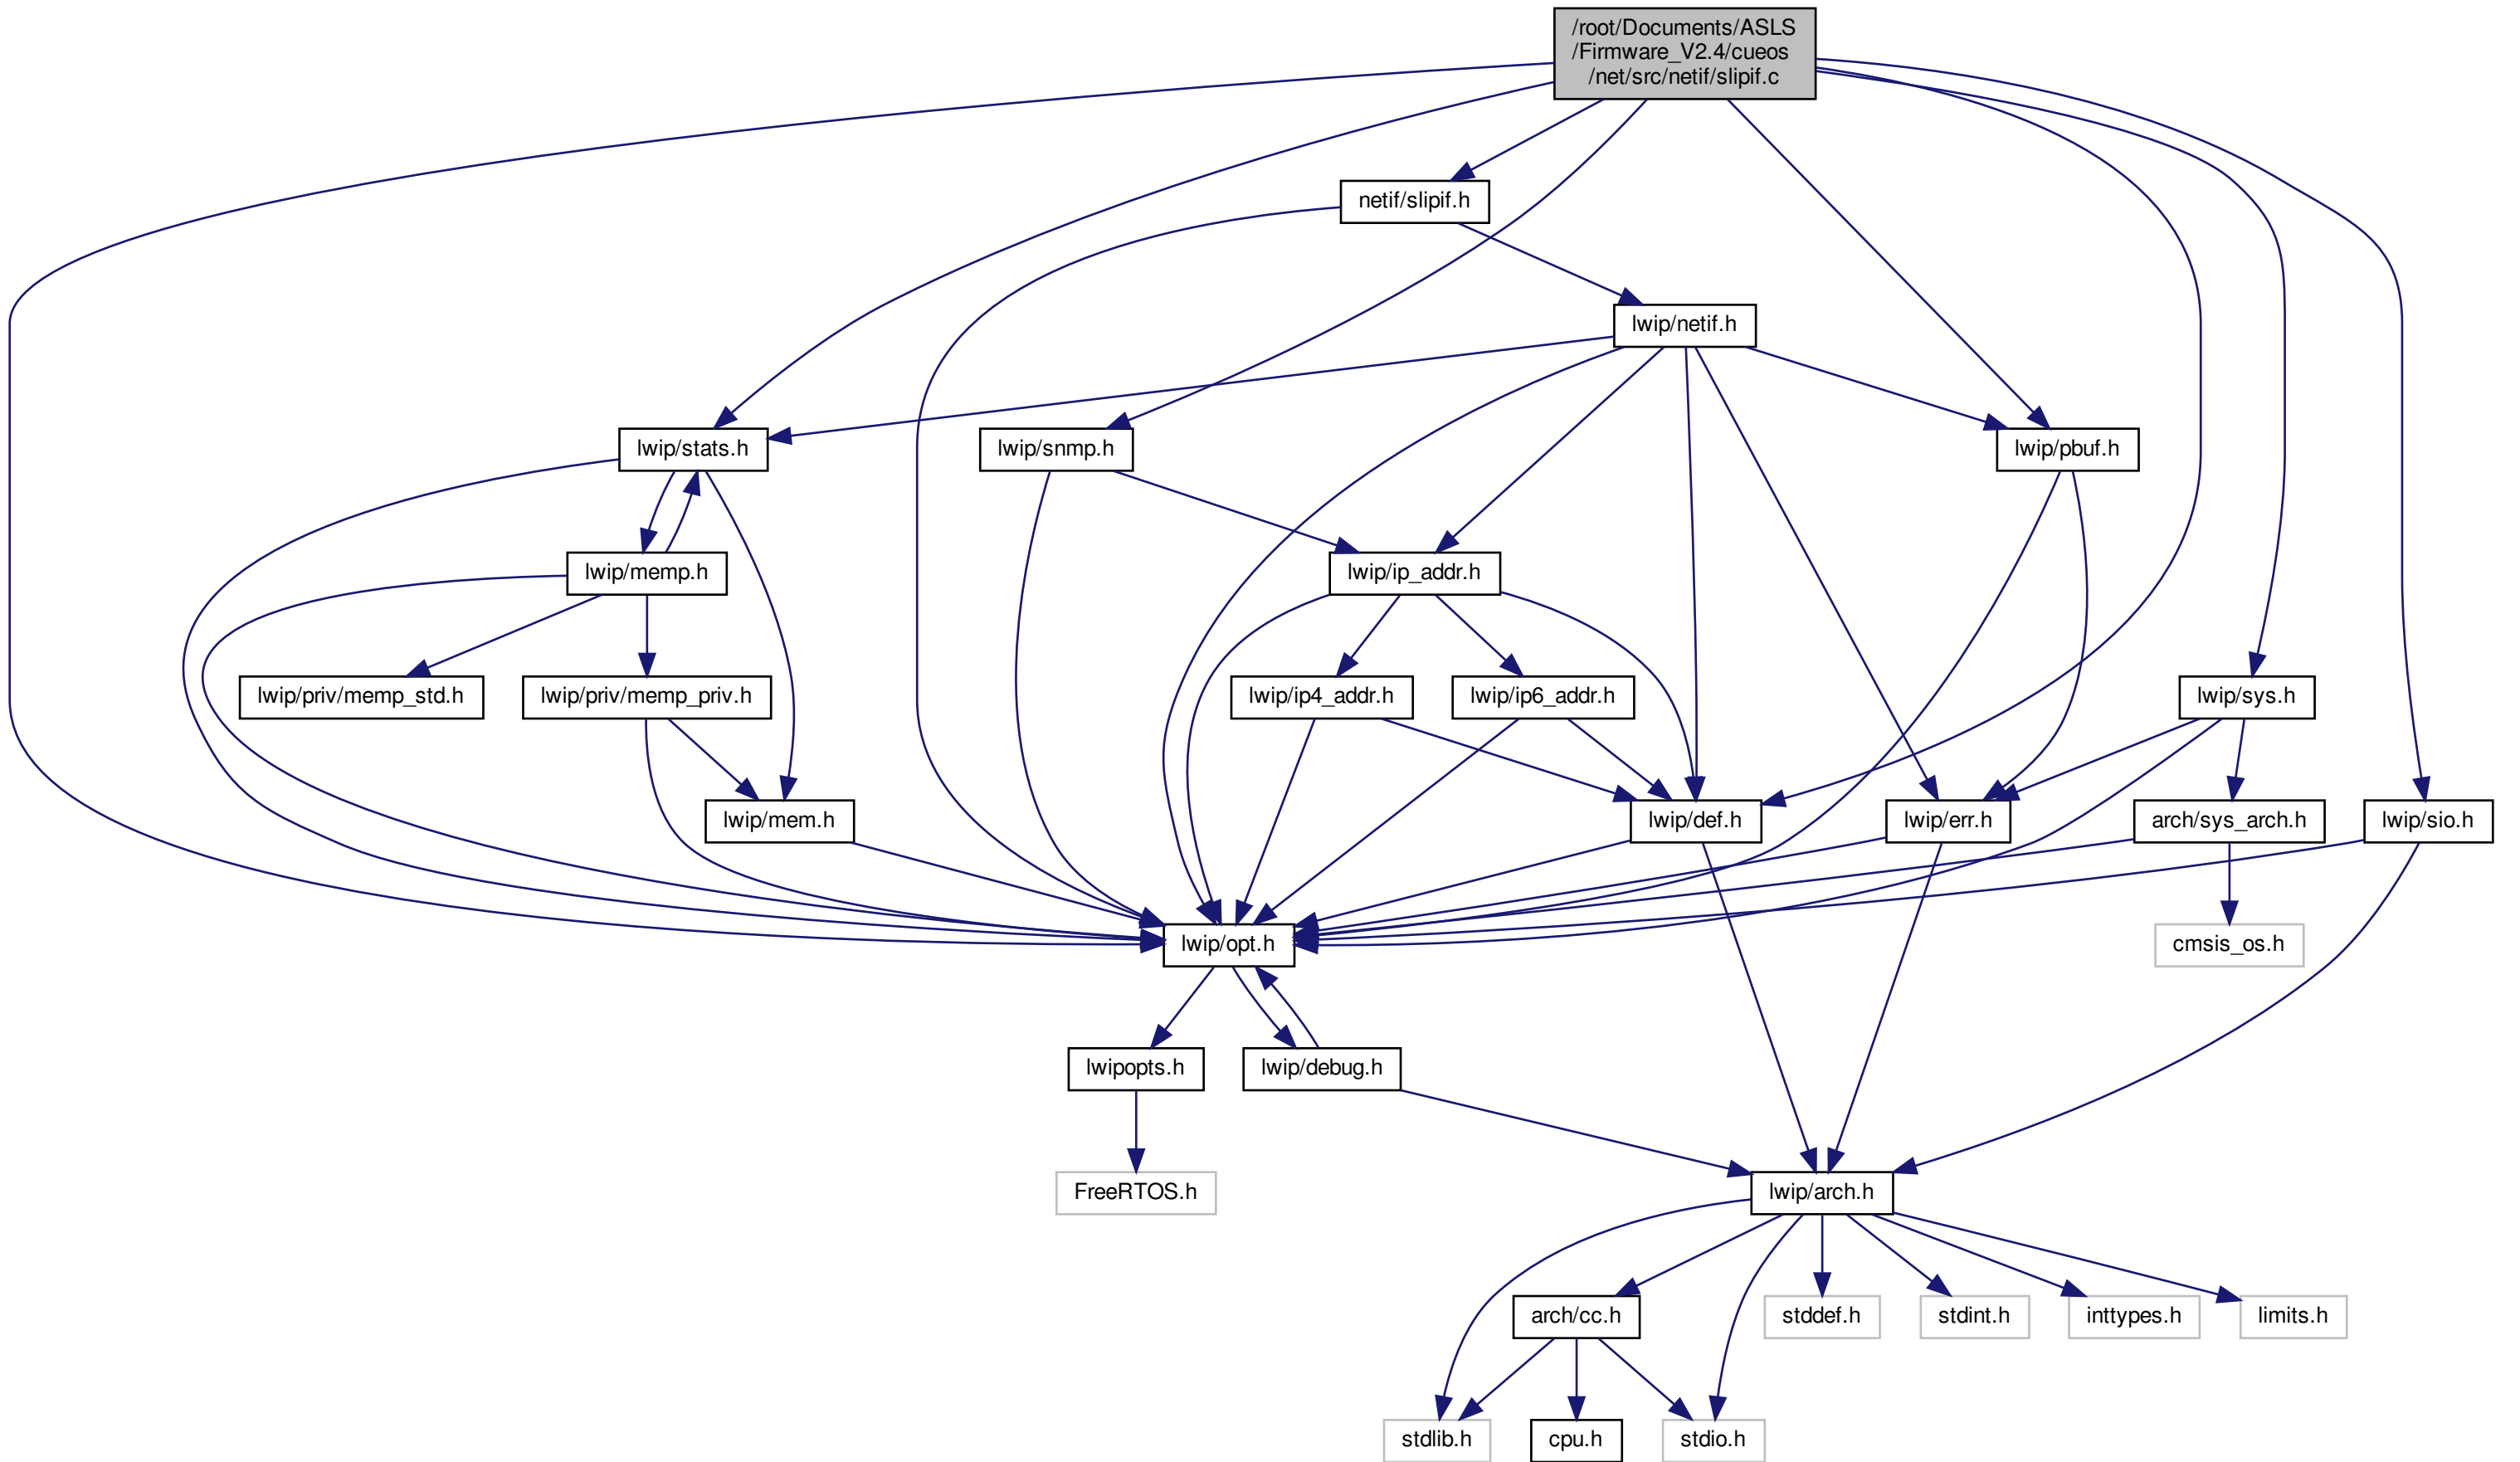 /root/Documents/ASLS
/Firmware_V2.4/cueos
/net/src/netif/slipif.c
netif/slipif.h
lwip/netif.h
lwip/stats.h
lwip/snmp.h
lwip/pbuf.h
lwip/memp.h
lwip/ip_addr.h
lwip/priv/memp_std.h
lwip/priv/memp_priv.h
lwip/ip4_addr.h
lwip/ip6_addr.h
lwip/sys.h
lwip/mem.h
lwip/def.h
lwip/err.h
arch/sys_arch.h
lwip/sio.h
lwip/opt.h
cmsis_os.h
lwipopts.h
lwip/debug.h
FreeRTOS.h
lwip/arch.h
arch/cc.h
stddef.h
stdint.h
inttypes.h
limits.h
stdlib.h
cpu.h
stdio.h